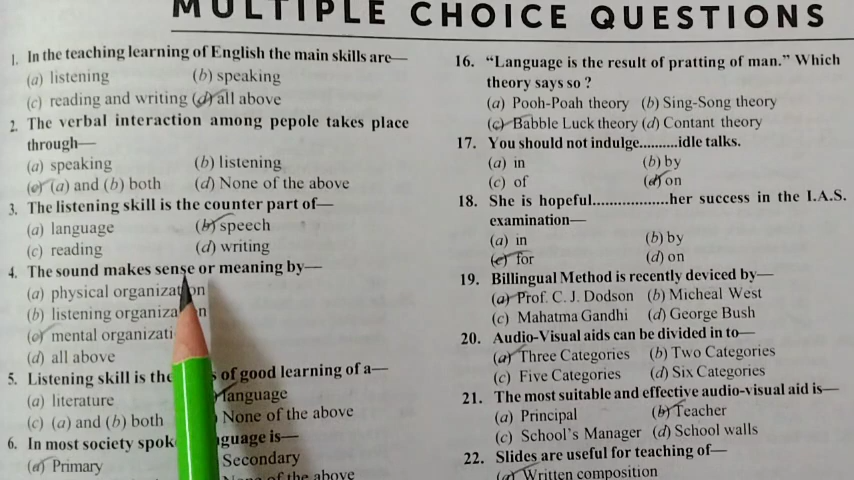 MULTIPLE CHOICE QUESTIONS
1. In the teaching learning of English the main skills are—
(a) listening (b) speaking
(c) reading and writing (d) all above
2. The verbal interaction among pepole takes place
through—
(a) speaking (b) listening
(c) (a) and (b) both (d) None of the above
3. The listening skill is the counter part of—
(a) language (b) speech
(c) reading (d) writing
4. The sound makes sense or meaning by—
(a) physical organization
(b) listening organiza n
(c) mental organizati
(d) all above
5. Listening skill is the of good learning of a—
(a) literature language
(c) (a) and (b) both None of the above
6. In most society spok guage is—
(a) Primary Secondary
None of the above
16. “Language is the result of pratting of man.” Which
theory says so ?
(a) Pooh-Poah theory (b) Sing-Song theory
(c) Babble Luck theory (d) Contant theory
17. You should not indulge..........idle talks.
(a) in (b) by
(c) of (d) on
18. She is hopeful...................her success in the I.A.S.
examination—
(a) in (b) by
(c) for (d) on
19. Billingual Method is recently deviced by—
(a) Prof. C. J. Dodson (b) Micheal West
(c) Mahatma Gandhi (d) George Bush
20. Audio-Visual aids can be divided in to—
(a) Three Categories (b) Two Categories
(c) Five Categories (d) Six Categories
21. The most suitable and effective audio-visual aid is—
(a) Principal (b) Teacher
(c) School’s Manager (d) School walls
22. Slides are useful for teaching of—
(a) Written composition